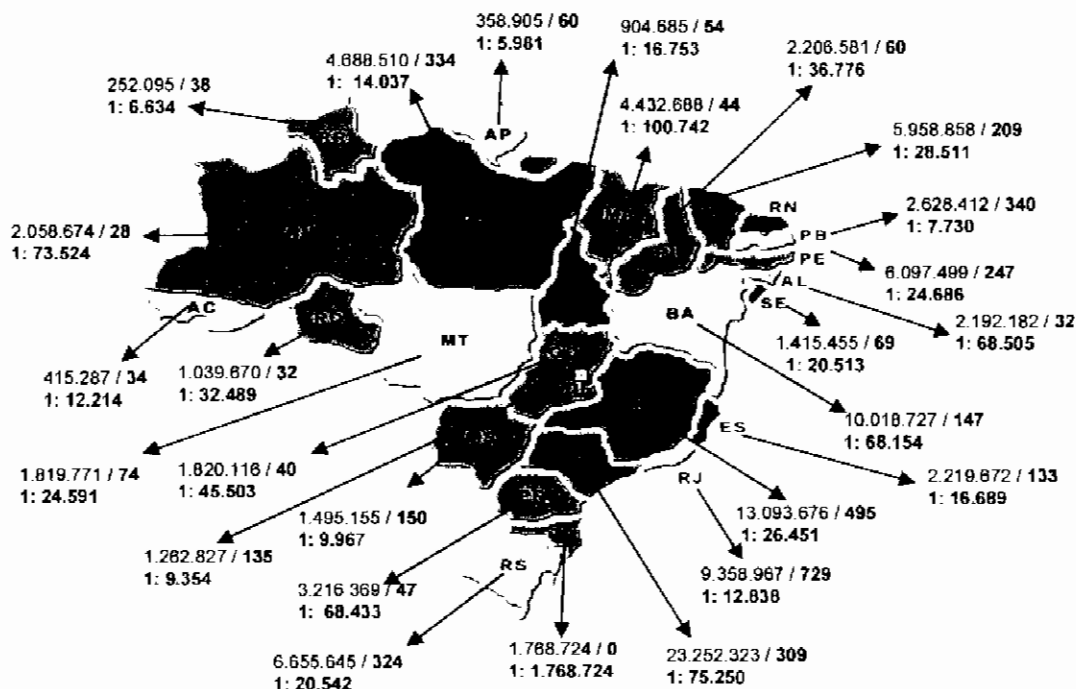 358.905 / 60
1: 5.981
904.685 / 54
1: 16.753
4.688.510 / 334
1: 14.037
2.206.581 / 60
1: 36.776
252.095 / 38
1: 6.634
4.432.688 / 44
1: 100.742
AP
5.958.858 / 209
1: 28.511
RN
2.628.412 / 340
1: 7.730
PB
2.058.674 / 28
1: 73.524
PE
6.097.499 / 247
1: 24.686
AL
AC
SE
BA
2.192.182 / 32
1: 68.505
MT
1.415.455 / 69
1: 20.513
415.287 / 34
1: 12.214
1.039.670 / 32
1: 32.489
10.018.727 / 147
1: 68.154
ES
1.819.771 / 74
1: 24.591
1.820.116 / 40
1: 45.503
RJ
2.219.672 / 133
1: 16.689
1.495.155 / 150
1: 9.967
13.093.676 / 495
1: 26.451
1.262.827 / 135
1: 9.354
RS
9.358.967 / 729
1: 12.838
3.216 369 / 47
1: 68.433
6.655.645 / 324
1: 20.542
1.768.724 / 0
1: 1.768.724
23.252.323 / 309
1: 75.250